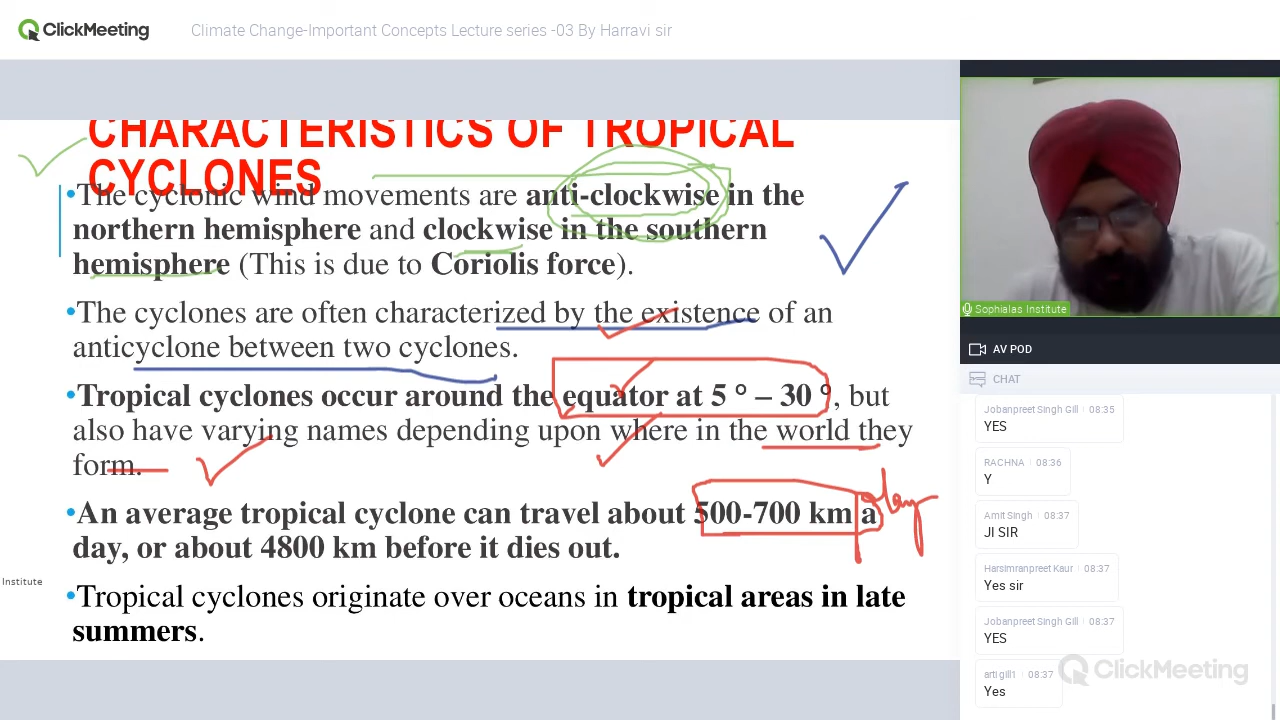 ClickMeeting
Climate Change-Important Concepts Lecture series -03 By Harravi sir
CHARACTERISTICS OF TROPICAL
CYCLONES
•The cyclonic wind movements are anti-clockwise in the
northern hemisphere and clockwise in the southern
hemisphere (This is due to Coriolis force).
•The cyclones are often characterized by the existence of an
anticyclone between two cyclones.
•Tropical cyclones occur around the equator at 5 ° – 30 °, but
also have varying names depending upon where in the world they
form.
•An average tropical cyclone can travel about 500-700 km a
day, or about 4800 km before it dies out.
day
•Tropical cyclones originate over oceans in tropical areas in late
summers.
Institute
Sophialas Institute
AV POD
CHAT
Jobanpreet Singh Gill 08:35
YES
RACHNA 08:36
Y
Amit Singh 08:37
JI SIR
Harsimranpreet Kaur 08:37
Yes sir
Jobanpreet Singh Gill 08:37
YES
arti gill1 08:37
Yes
ClickMeeting